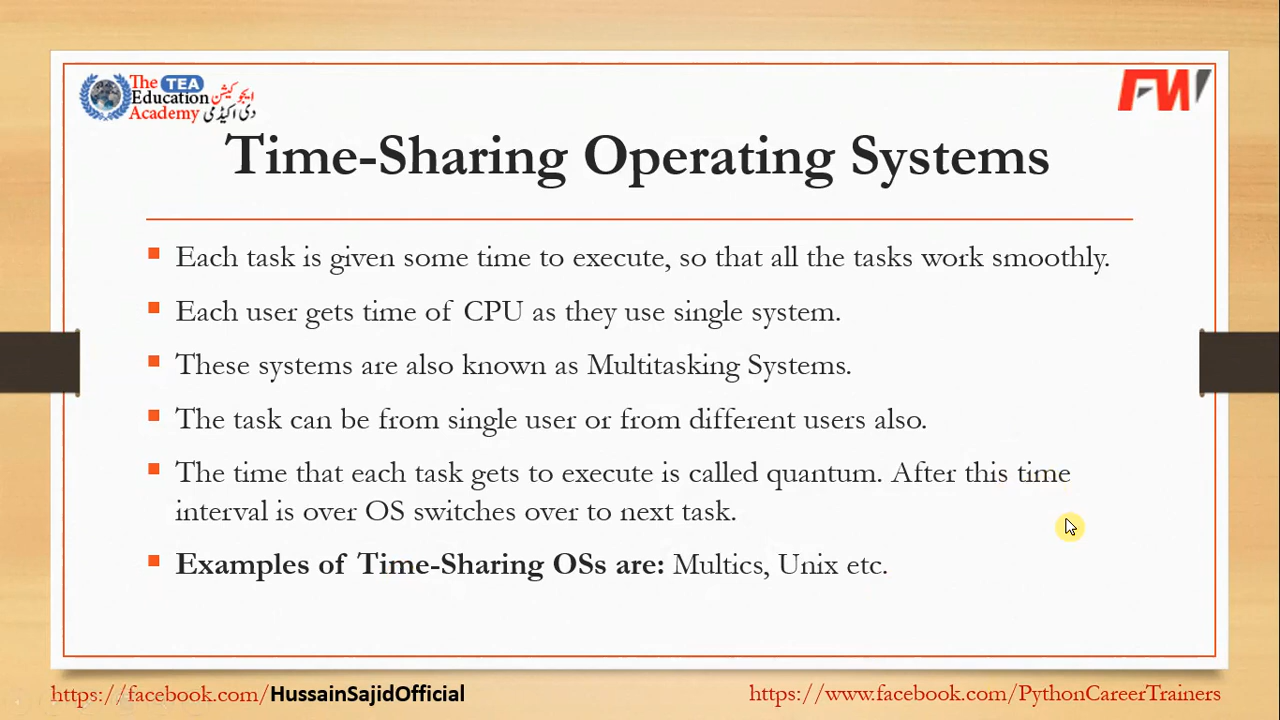 The TEA
Education ایجوکیشن
Academy دی اکیڈمی
FW
Time-Sharing Operating Systems
Each task is given some time to execute, so that all the tasks work smoothly.
Each user gets time of CPU as they use single system.
These systems are also known as Multitasking Systems.
The task can be from single user or from different users also.
The time that each task gets to execute is called quantum. After this time
interval is over OS switches over to next task.
Examples of Time-Sharing OSs are: Multics, Unix etc.
https://facebook.com/HussainSajidOfficial
https://www.facebook.com/PythonCareerTrainers